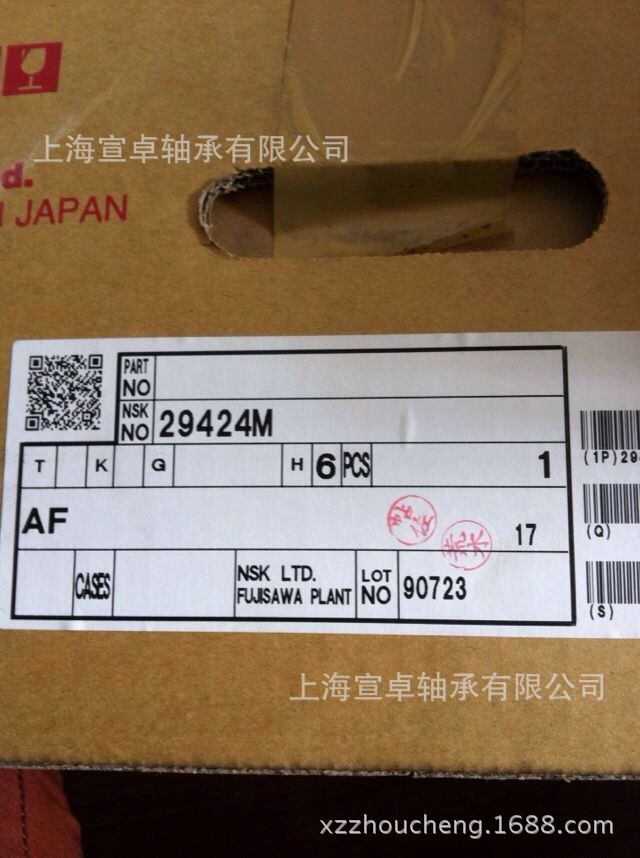 上海宣卓轴承有限公司
d.
JAPAN
PART NO
NSK NO 29424M
T K G H 6 PCS 1
AF
17
CASES NSK LTD. FUJISAWA PLANT LOT NO 90723
(1P)29
(Q)
(S)
上海宣卓轴承有限公司
xzzhoucheng.1688.com